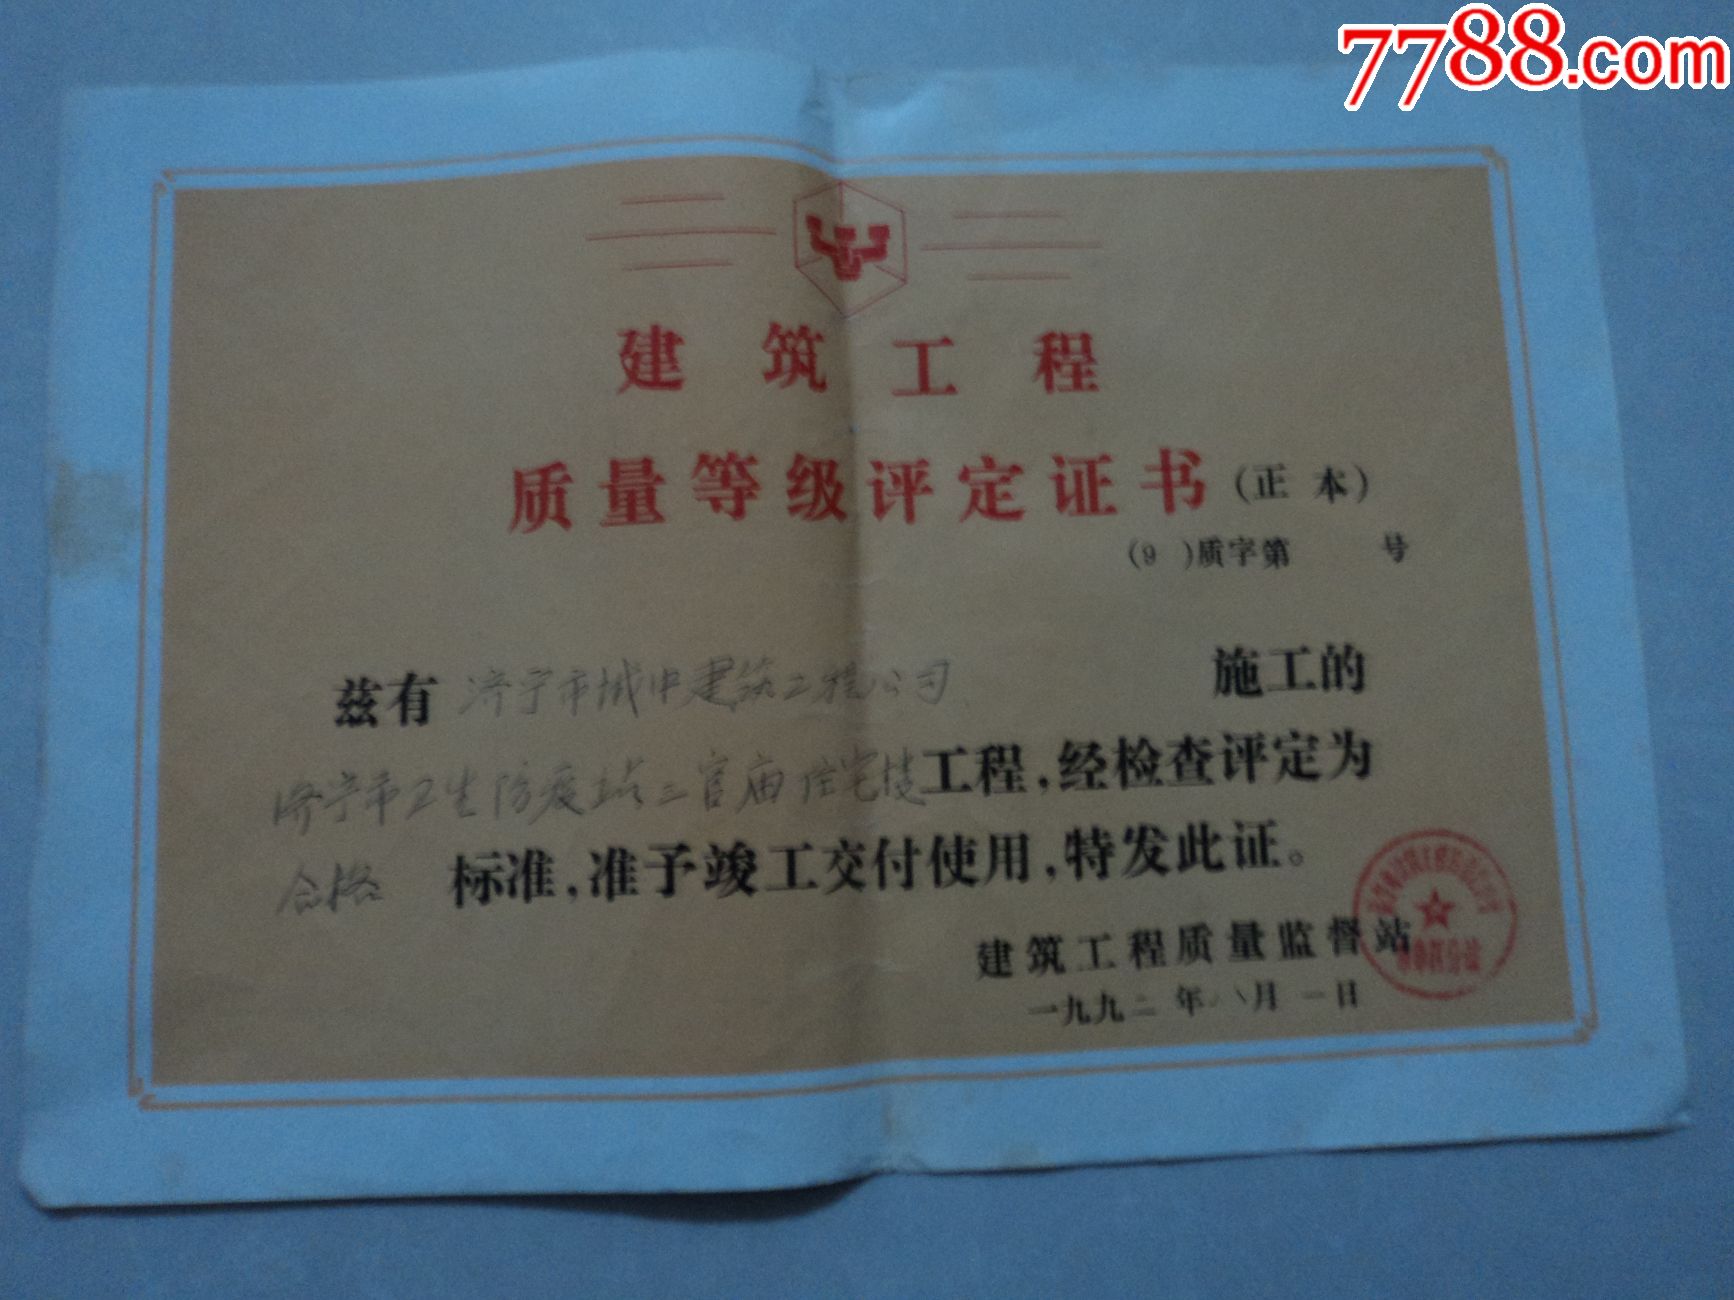 7788.com
建筑工程
质量等级评定证书(正本)
(9 )质字第 号
兹有 济宁市城中建筑工程公司 施工的
济宁市卫生防疫站三官庙住宅楼工程,经检查评定为
合格 标准,准予竣工交付使用,特发此证。
建筑工程质量监督站
一九九二年八月一日